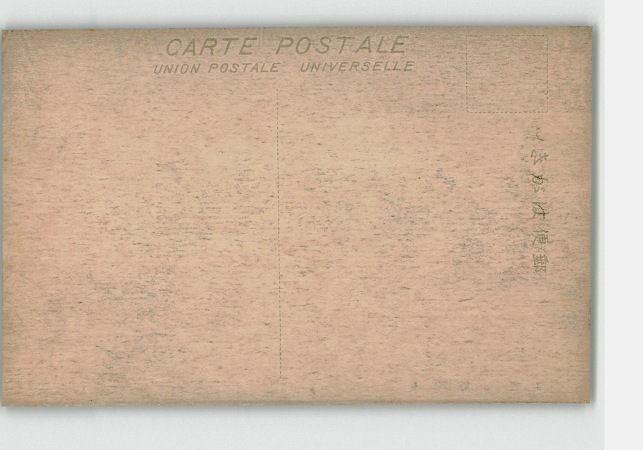 CARTE POSTALE
UNION POSTALE UNIVERSELLE
きがは便郵